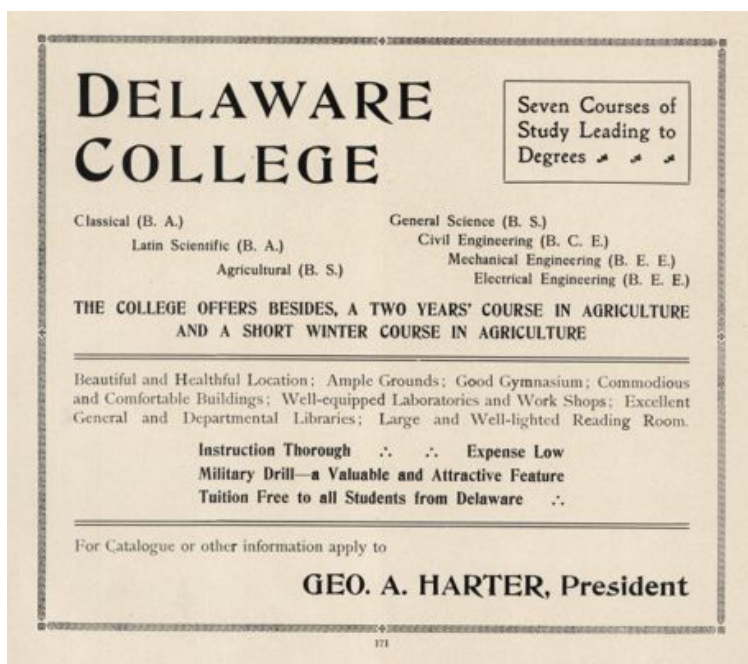 DELAWARE
COLLEGE
Seven Courses of
Study Leading to
Degrees
Classical (B. A.)
Latin Scientific (B. A.)
Agricultural (B. S.)
General Science (B. S.)
Civil Engineering (B. C. E.)
Mechanical Engineering (B. E. E.)
Electrical Engineering (B. E. E.)
THE COLLEGE OFFERS BESIDES, A TWO YEARS' COURSE IN AGRICULTURE
AND A SHORT WINTER COURSE IN AGRICULTURE
Beautiful and Healthful Location; Ample Grounds; Good Gymnasium; Commodious
and Comfortable Buildings; Well-equipped Laboratories and Work Shops; Excellent
General and Departmental Libraries; Large and Well-lighted Reading Room.
Instruction Thorough ∴ ∴ Expense Low
Military Drill—a Valuable and Attractive Feature
Tuition Free to all Students from Delaware ∴
For Catalogue or other information apply to
GEO. A. HARTER, President
171